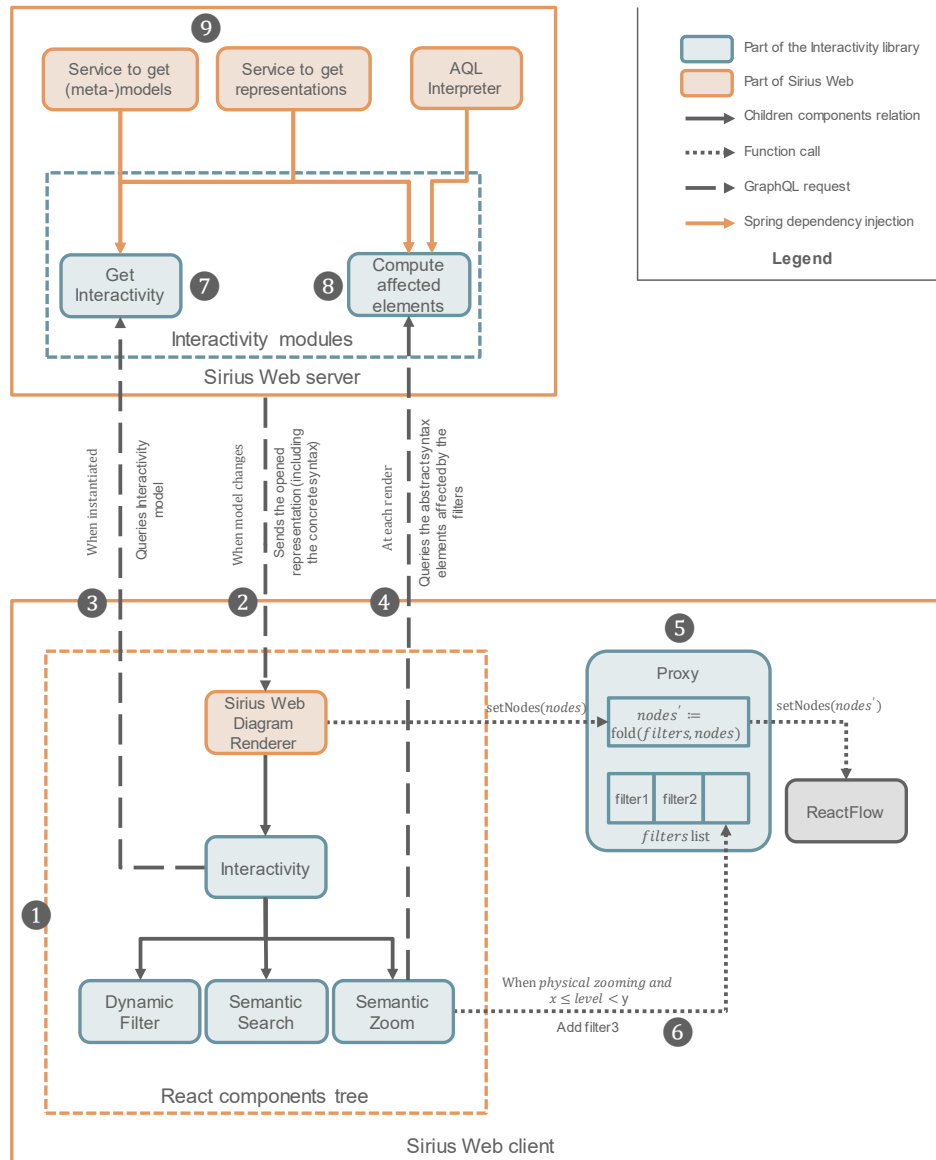 9
Service to get
(meta-)models
Service to get
representations
AQL
Interpreter
Get
Interactivity
7
8
Compute
affected
elements
Interactivity modules
Sirius Web server
Part of the Interactivity library
Part of Sirius Web
Children components relation
Function call
GraphQL request
Spring dependency injection
Legend
When instantiated
Queries Interactivity
model
When model changes
Sends the opened
representation (including
the concrete syntax)
At each render
Queries the abstract syntax
elements affected by the
filters
3
2
4
5
Sirius Web
Diagram
Renderer
setNodes(nodes)
Proxy
nodes′ :=
fold(filters, nodes)
setNodes(nodes′)
filter1
filter2
filters list
ReactFlow
Interactivity
1
Dynamic
Filter
Semantic
Search
Semantic
Zoom
When physical zooming and
x ≤ level < y
Add filter3
6
React components tree
Sirius Web client